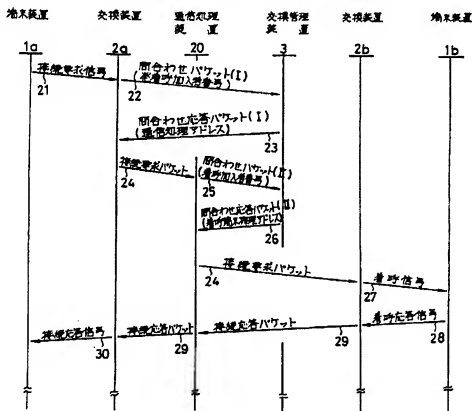 端末装置 交換装置 通信処理装置 交換管理装置 交換装置 端末装置
1a 2a 20 3 2b 1b
接続要求信号
21
問合わせパケット(I)
(発着呼加入者番号)
22
問合わせ応答パケット(I)
(通信処理アドレス)
23
接続要求パケット
24
問合わせパケット(II)
(着呼加入者番号)
25
問合わせ応答パケット(II)
(着呼端末物理アドレス)
26
接続要求パケット
24
着呼信号
27
着呼応答信号
28
接続応答パケット
29
接続応答パケット
29
接続応答信号
30